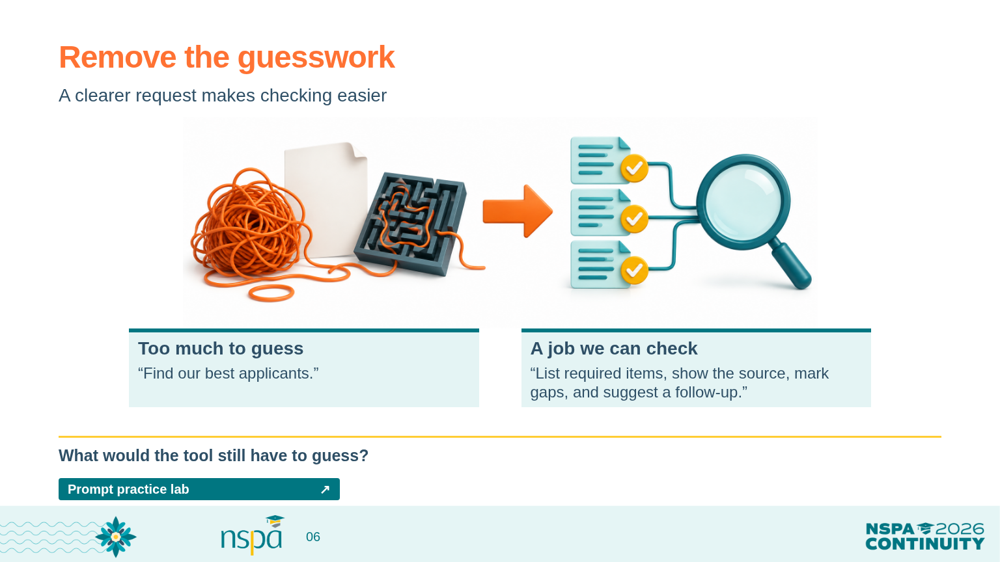 Remove the guesswork
A clearer request makes checking easier
Too much to guess
“Find our best applicants.”
A job we can check
“List required items, show the source, mark
gaps, and suggest a follow-up.”
What would the tool still have to guess?
Prompt practice lab ↗
nspa
06
NSPA 2026
CONTINUITY